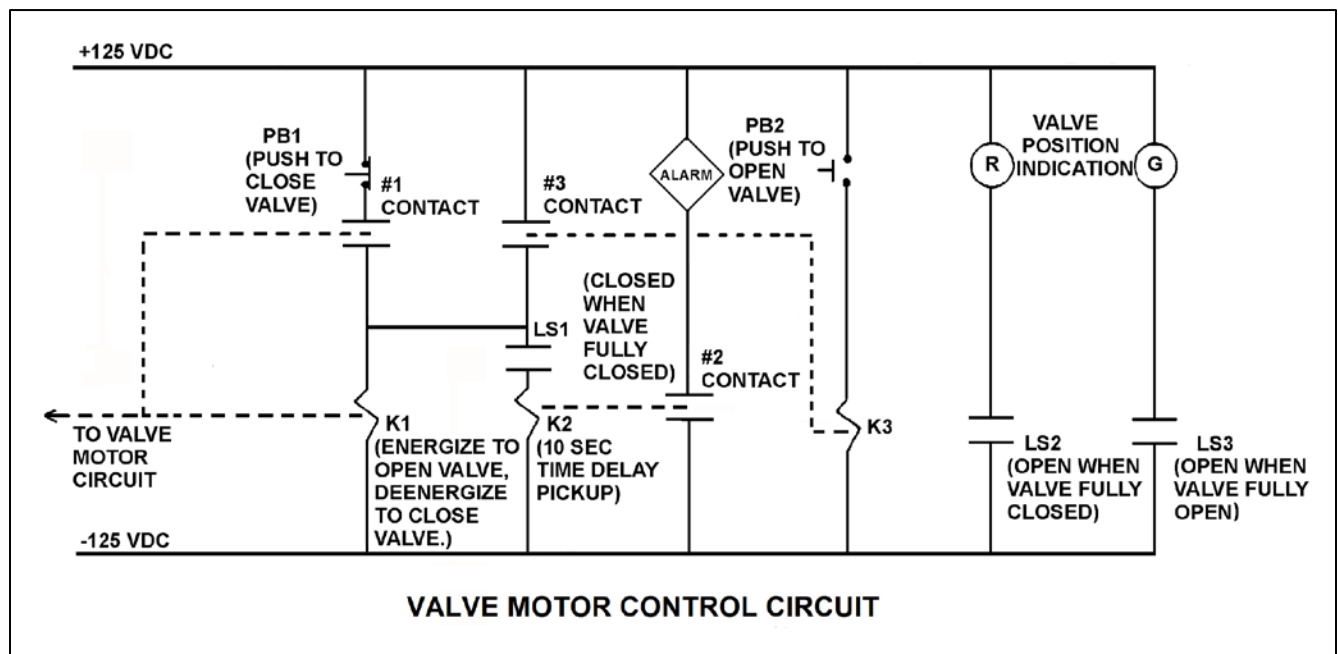 +125 VDC
PB1
(PUSH TO
CLOSE
VALVE)
#1
CONTACT
#3
CONTACT
ALARM
PB2
(PUSH TO
OPEN
VALVE)
R
VALVE
POSITION
INDICATION
G
LS1
(CLOSED
WHEN
VALVE
FULLY
CLOSED)
#2
CONTACT
TO VALVE
MOTOR
CIRCUIT
K1
(ENERGIZE TO
OPEN VALVE,
DEENERGIZE
TO CLOSE
VALVE.)
K2
(10 SEC
TIME DELAY
PICKUP)
K3
LS2
(OPEN WHEN
VALVE FULLY
CLOSED)
LS3
(OPEN WHEN
VALVE FULLY
OPEN)
-125 VDC
VALVE MOTOR CONTROL CIRCUIT